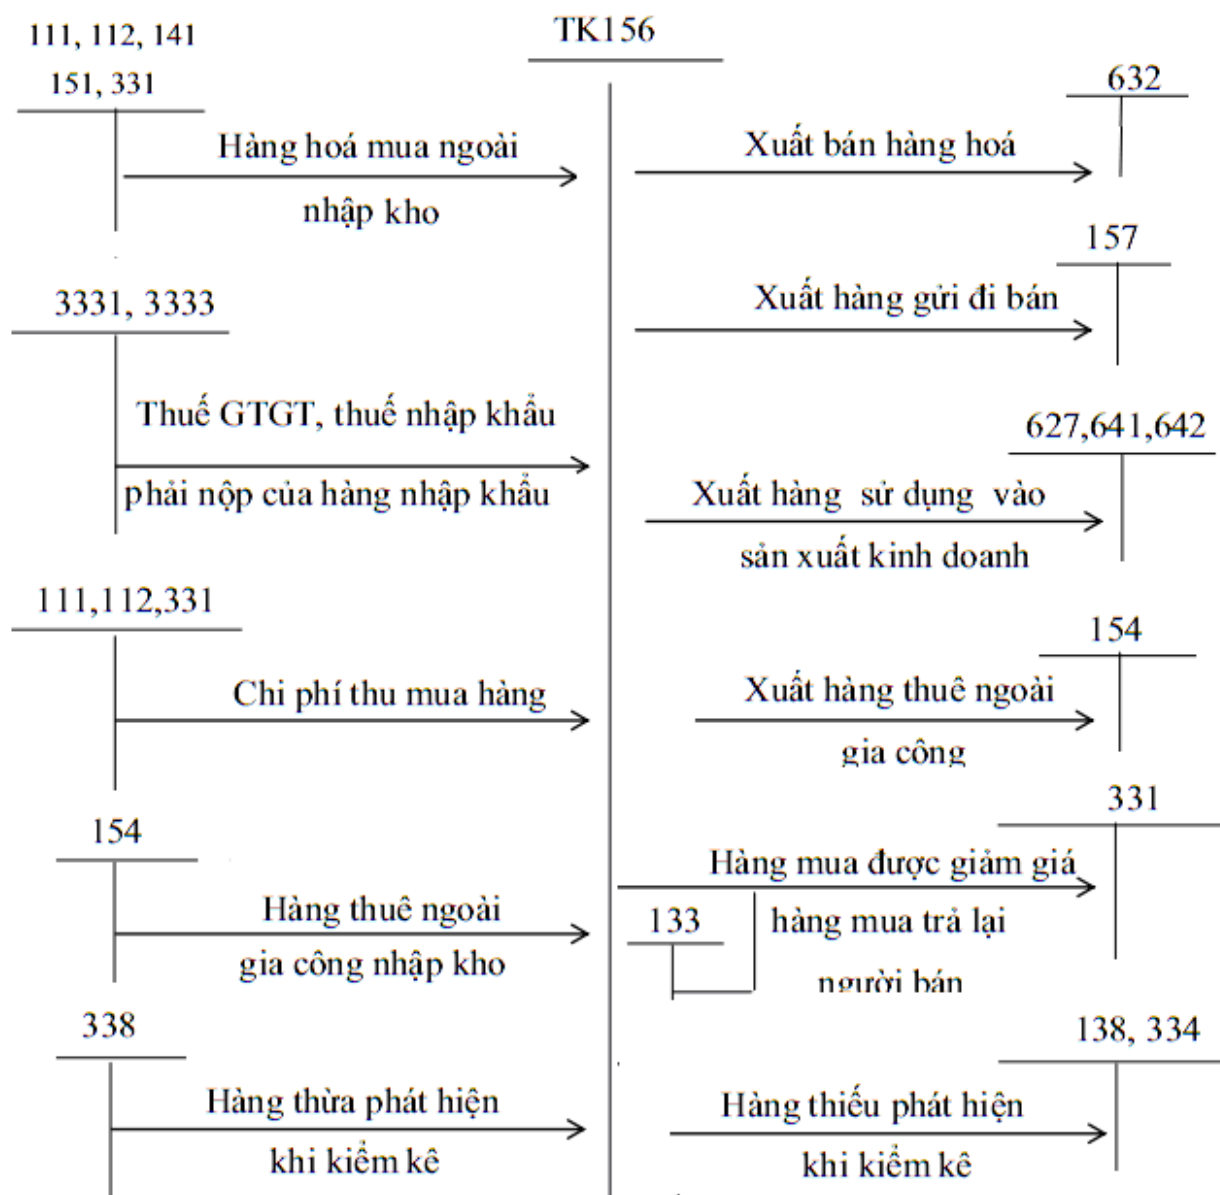 111, 112, 141
151, 331
TK156
632
Hàng hoá mua ngoài
nhập kho
Xuất bán hàng hoá
157
3331, 3333
Xuất hàng gửi đi bán
Thuế GTGT, thuế nhập khẩu
phải nộp của hàng nhập khẩu
627,641,642
Xuất hàng sử dụng vào
sản xuất kinh doanh
111,112,331
154
Chi phí thu mua hàng
Xuất hàng thuê ngoài
gia công
331
154
Hàng mua được giảm giá
133
hàng mua trả lại
người bán
Hàng thuê ngoài
gia công nhập kho
338
138, 334
Hàng thừa phát hiện
khi kiểm kê
Hàng thiếu phát hiện
khi kiểm kê